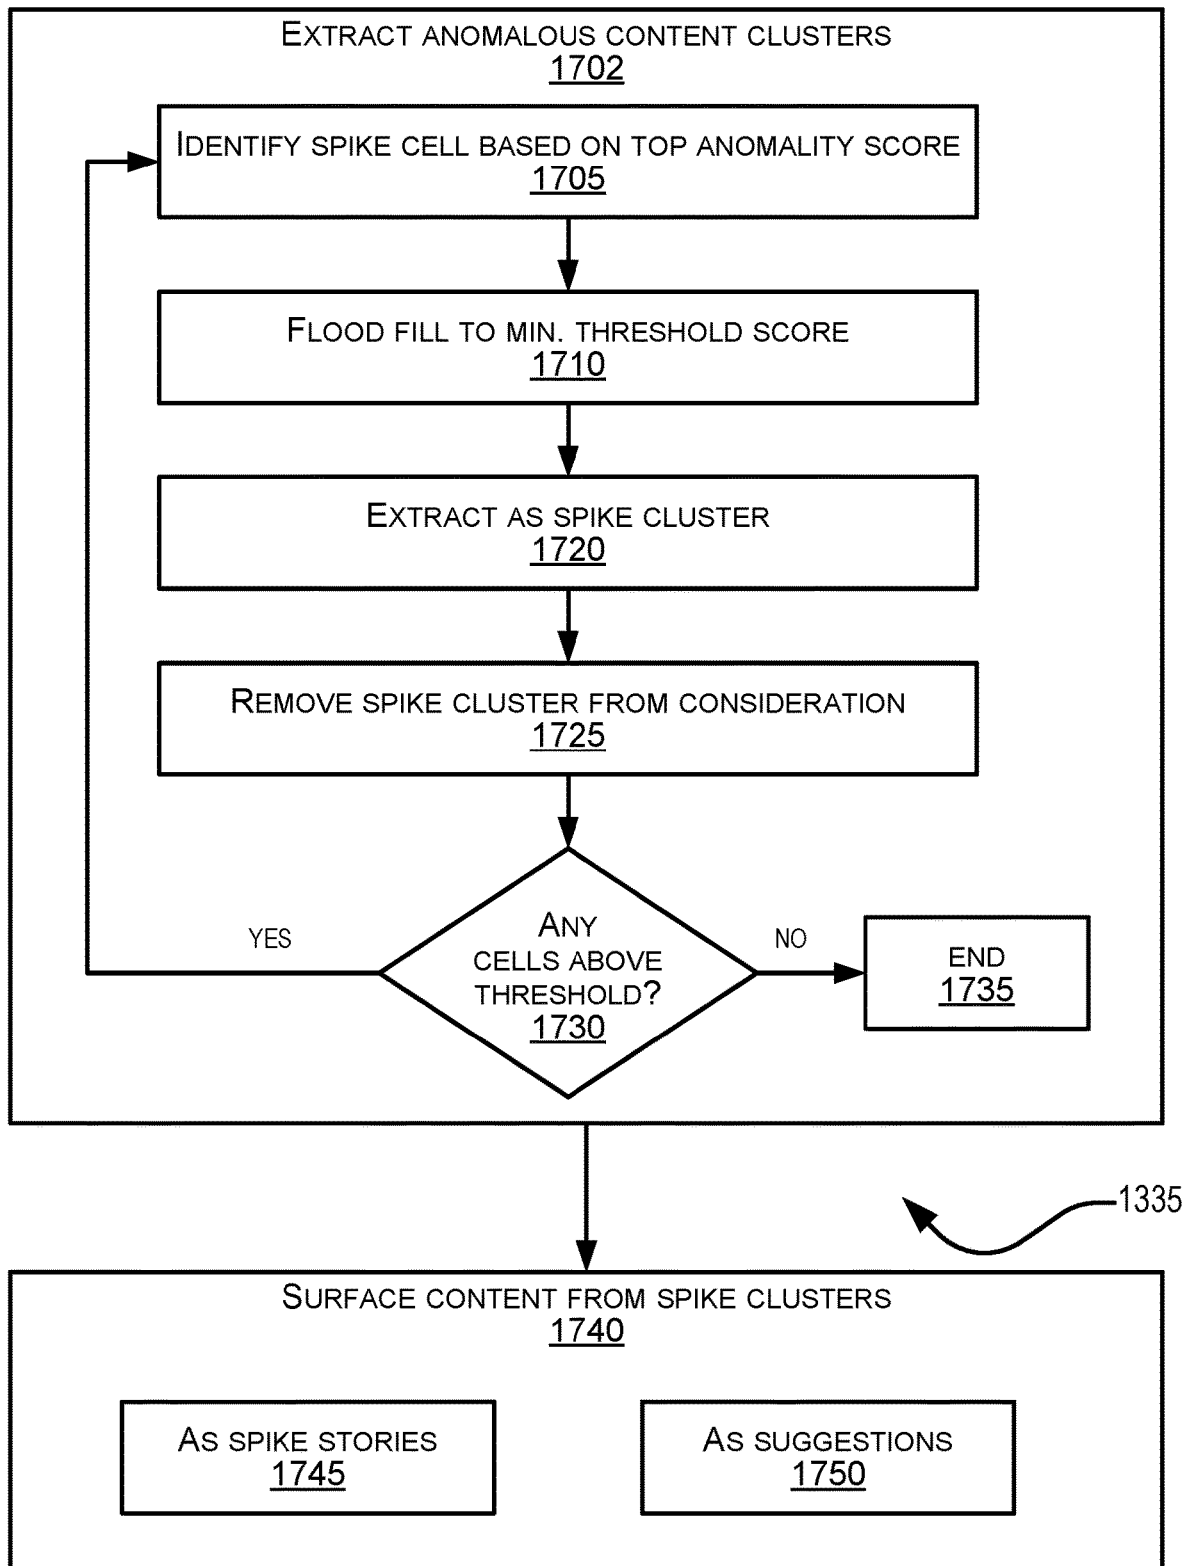 EXTRACT ANOMALOUS CONTENT CLUSTERS
1702
IDENTIFY SPIKE CELL BASED ON TOP ANOMALITY SCORE
1705
FLOOD FILL TO MIN. THRESHOLD SCORE
1710
EXTRACT AS SPIKE CLUSTER
1720
REMOVE SPIKE CLUSTER FROM CONSIDERATION
1725
YES
ANY
CELLS ABOVE
THRESHOLD?
1730
NO
END
1735
1335
SURFACE CONTENT FROM SPIKE CLUSTERS
1740
AS SPIKE STORIES
1745
AS SUGGESTIONS
1750